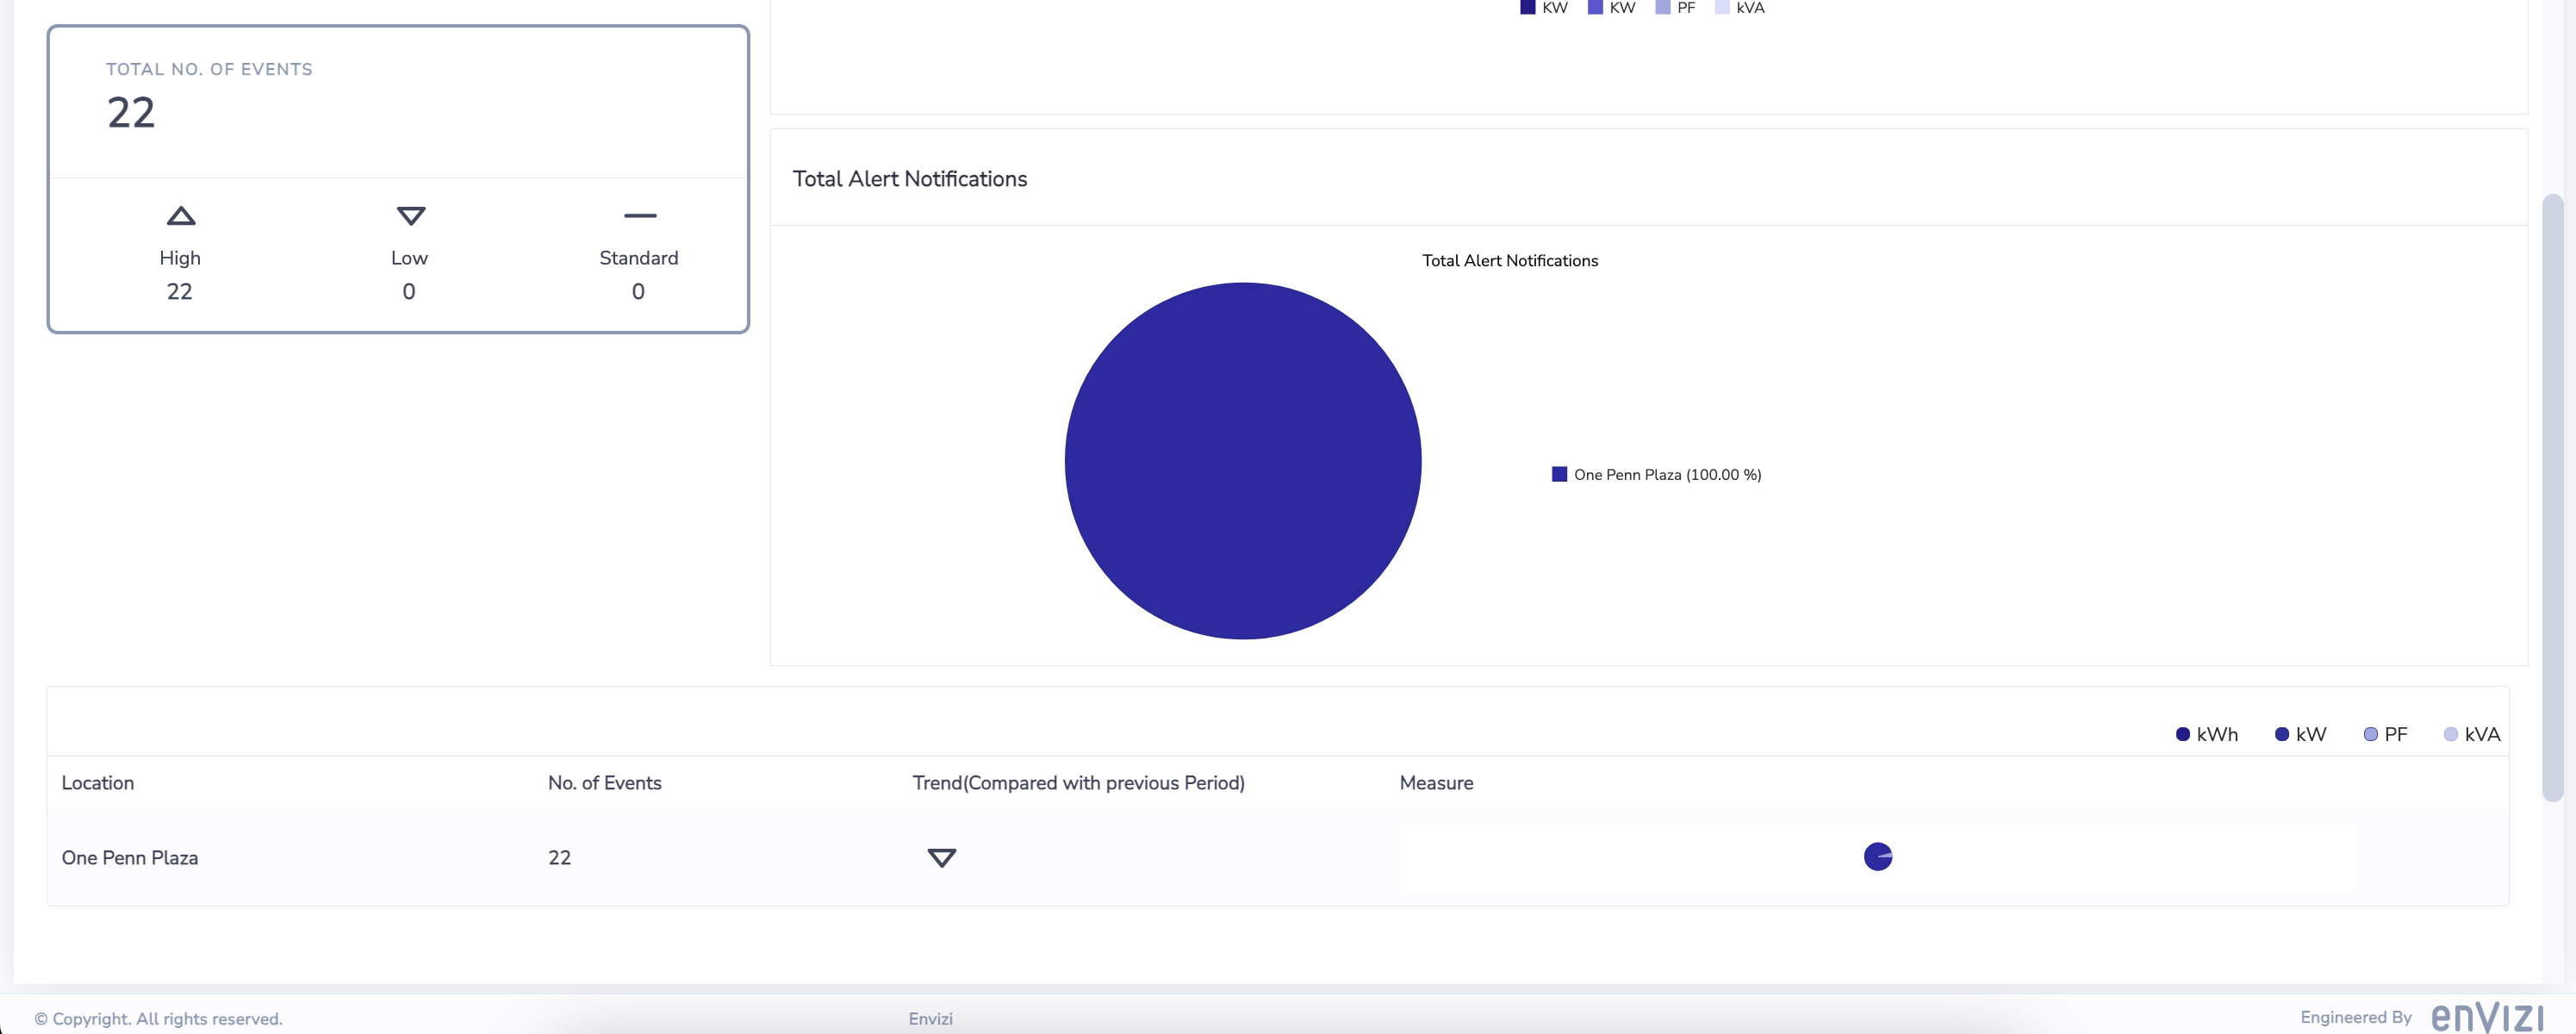 KW KW PF kVA
TOTAL NO. OF EVENTS
22
High Low Standard
22 0 0
Total Alert Notifications
Total Alert Notifications
One Penn Plaza (100.00 %)
kWh kW PF kVA
Location No. of Events Trend(Compared with previous Period) Measure
One Penn Plaza 22
© Copyright. All rights reserved. Envizi Engineered By enVIZI